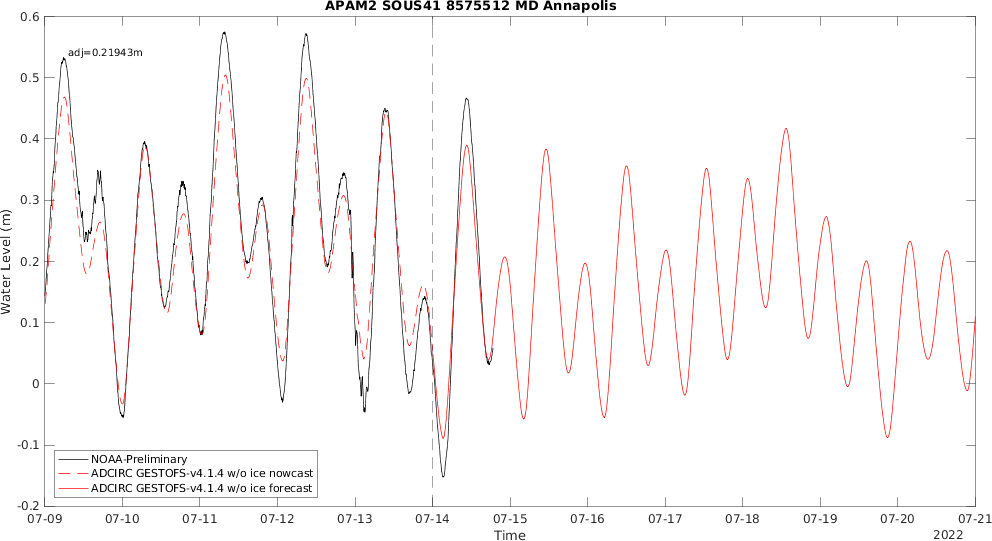 APAM2 SOUS41 8575512 MD Annapolis
adj=0.21943m
0.6
0.5
0.4
0.3
0.2
0.1
0
-0.1
-0.2
Water Level (m)
NOAA-Preliminary
ADCIRC GESTOFS-v4.1.4 w/o ice nowcast
ADCIRC GESTOFS-v4.1.4 w/o ice forecast
07-09 07-10 07-11 07-12 07-13 07-14 07-15 07-16 07-17 07-18 07-19 07-20 07-21
Time
2022